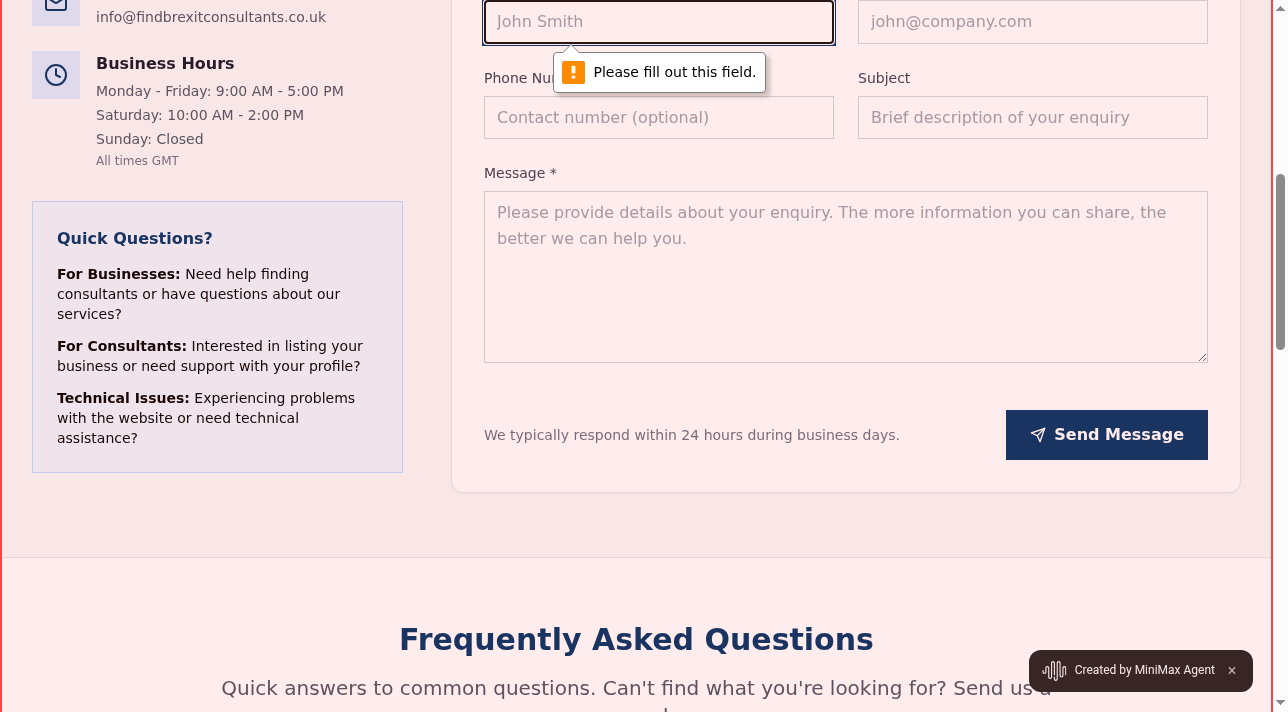 info@findbrexitconsultants.co.uk
Business Hours
Monday - Friday: 9:00 AM - 5:00 PM
Saturday: 10:00 AM - 2:00 PM
Sunday: Closed
All times GMT
Quick Questions?
For Businesses: Need help finding
consultants or have questions about our
services?
For Consultants: Interested in listing your
business or need support with your profile?
Technical Issues: Experiencing problems
with the website or need technical
assistance?
John Smith
john@company.com
Please fill out this field.
Phone
Subject
Contact number (optional)
Brief description of your enquiry
Message *
Please provide details about your enquiry. The more information you can share, the
better we can help you.
We typically respond within 24 hours during business days.
Send Message
Frequently Asked Questions
Quick answers to common questions. Can't find what you're looking for? Send us a
Created by MiniMax Agent ×